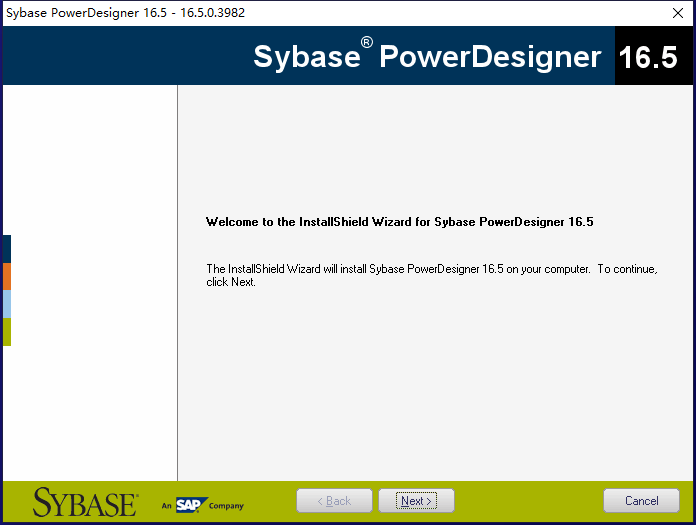 Sybase PowerDesigner 16.5 - 16.5.0.3982
Sybase® PowerDesigner 16.5
Welcome to the InstallShield Wizard for Sybase PowerDesigner 16.5
The InstallShield Wizard will install Sybase PowerDesigner 16.5 on your computer. To continue,
click Next.
SYBASE® An SAP Company < Back Next > Cancel